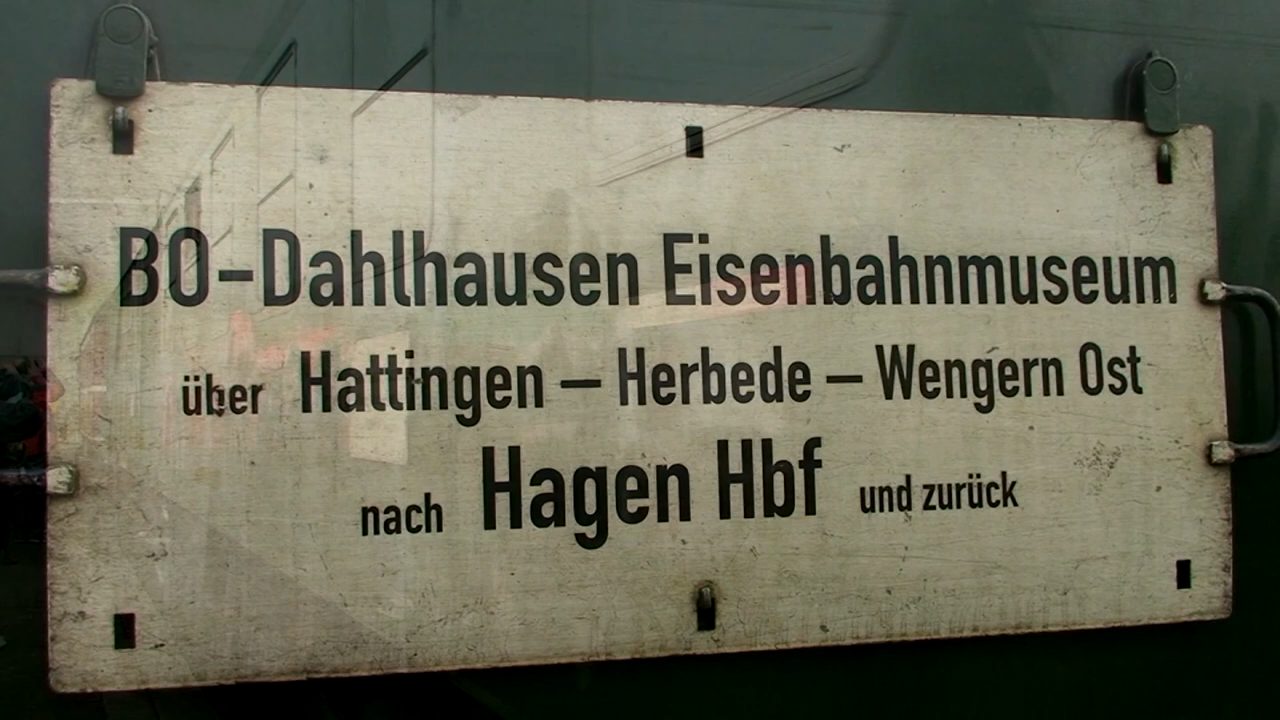 BO-Dahlhausen Eisenbahnmuseum
über Hattingen – Herbede – Wengern Ost
nach Hagen Hbf und zurück